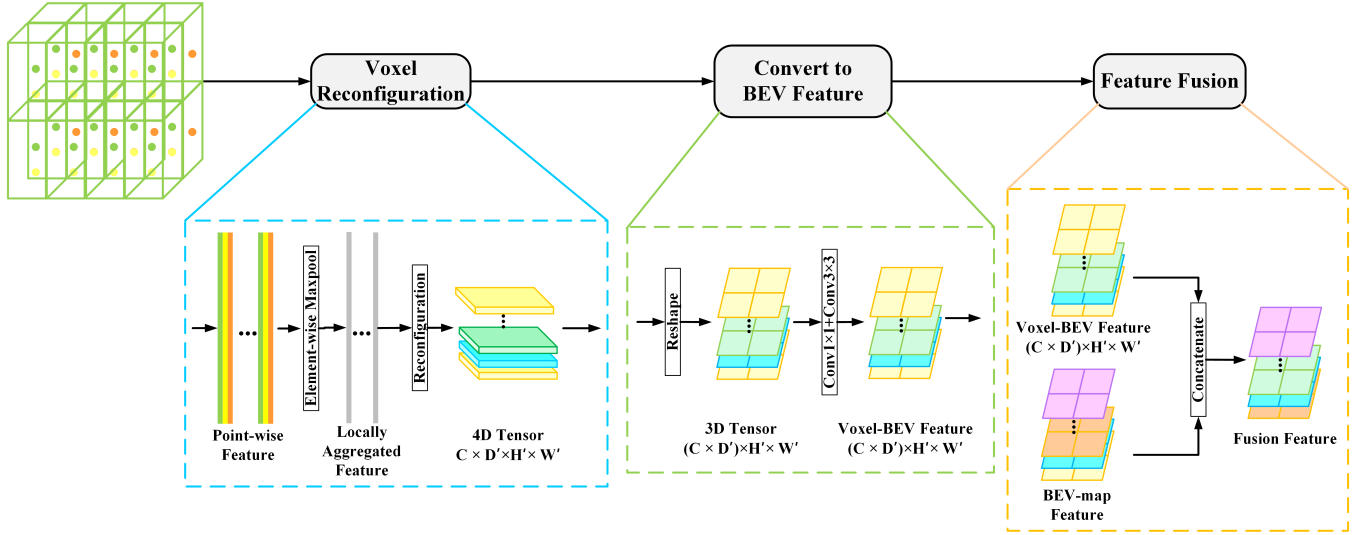 Voxel
Reconfiguration
Convert to
BEV Feature
Feature Fusion
Element-wise Maxpool
Reconfiguration
Point-wise
Feature
Locally
Aggregated
Feature
4D Tensor
C × D′×H′× W′
Reshape
Conv1×1+Conv3×3
3D Tensor
(C × D′)×H′× W′
Voxel-BEV Feature
(C × D′)×H′× W′
Voxel-BEV Feature
(C × D′)×H′× W′
Concatenate
BEV-map
Feature
Fusion Feature